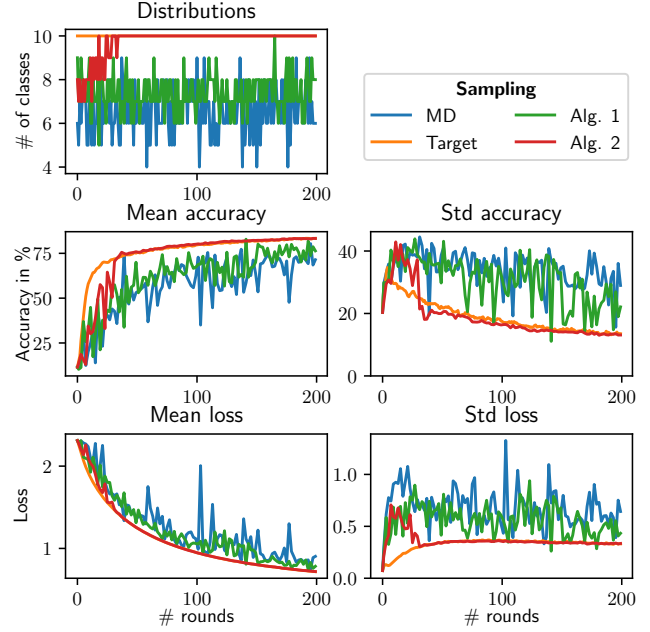 Distributions
10
8
6
4
# of classes
0
100
200
Sampling
MD
Alg. 1
Target
Alg. 2
Mean accuracy
75
50
25
Accuracy in %
0
100
200
Std accuracy
40
20
0
0
100
200
Mean loss
2
1
Loss
0
100
200
# rounds
Std loss
1.0
0.5
0.0
0
100
200
# rounds